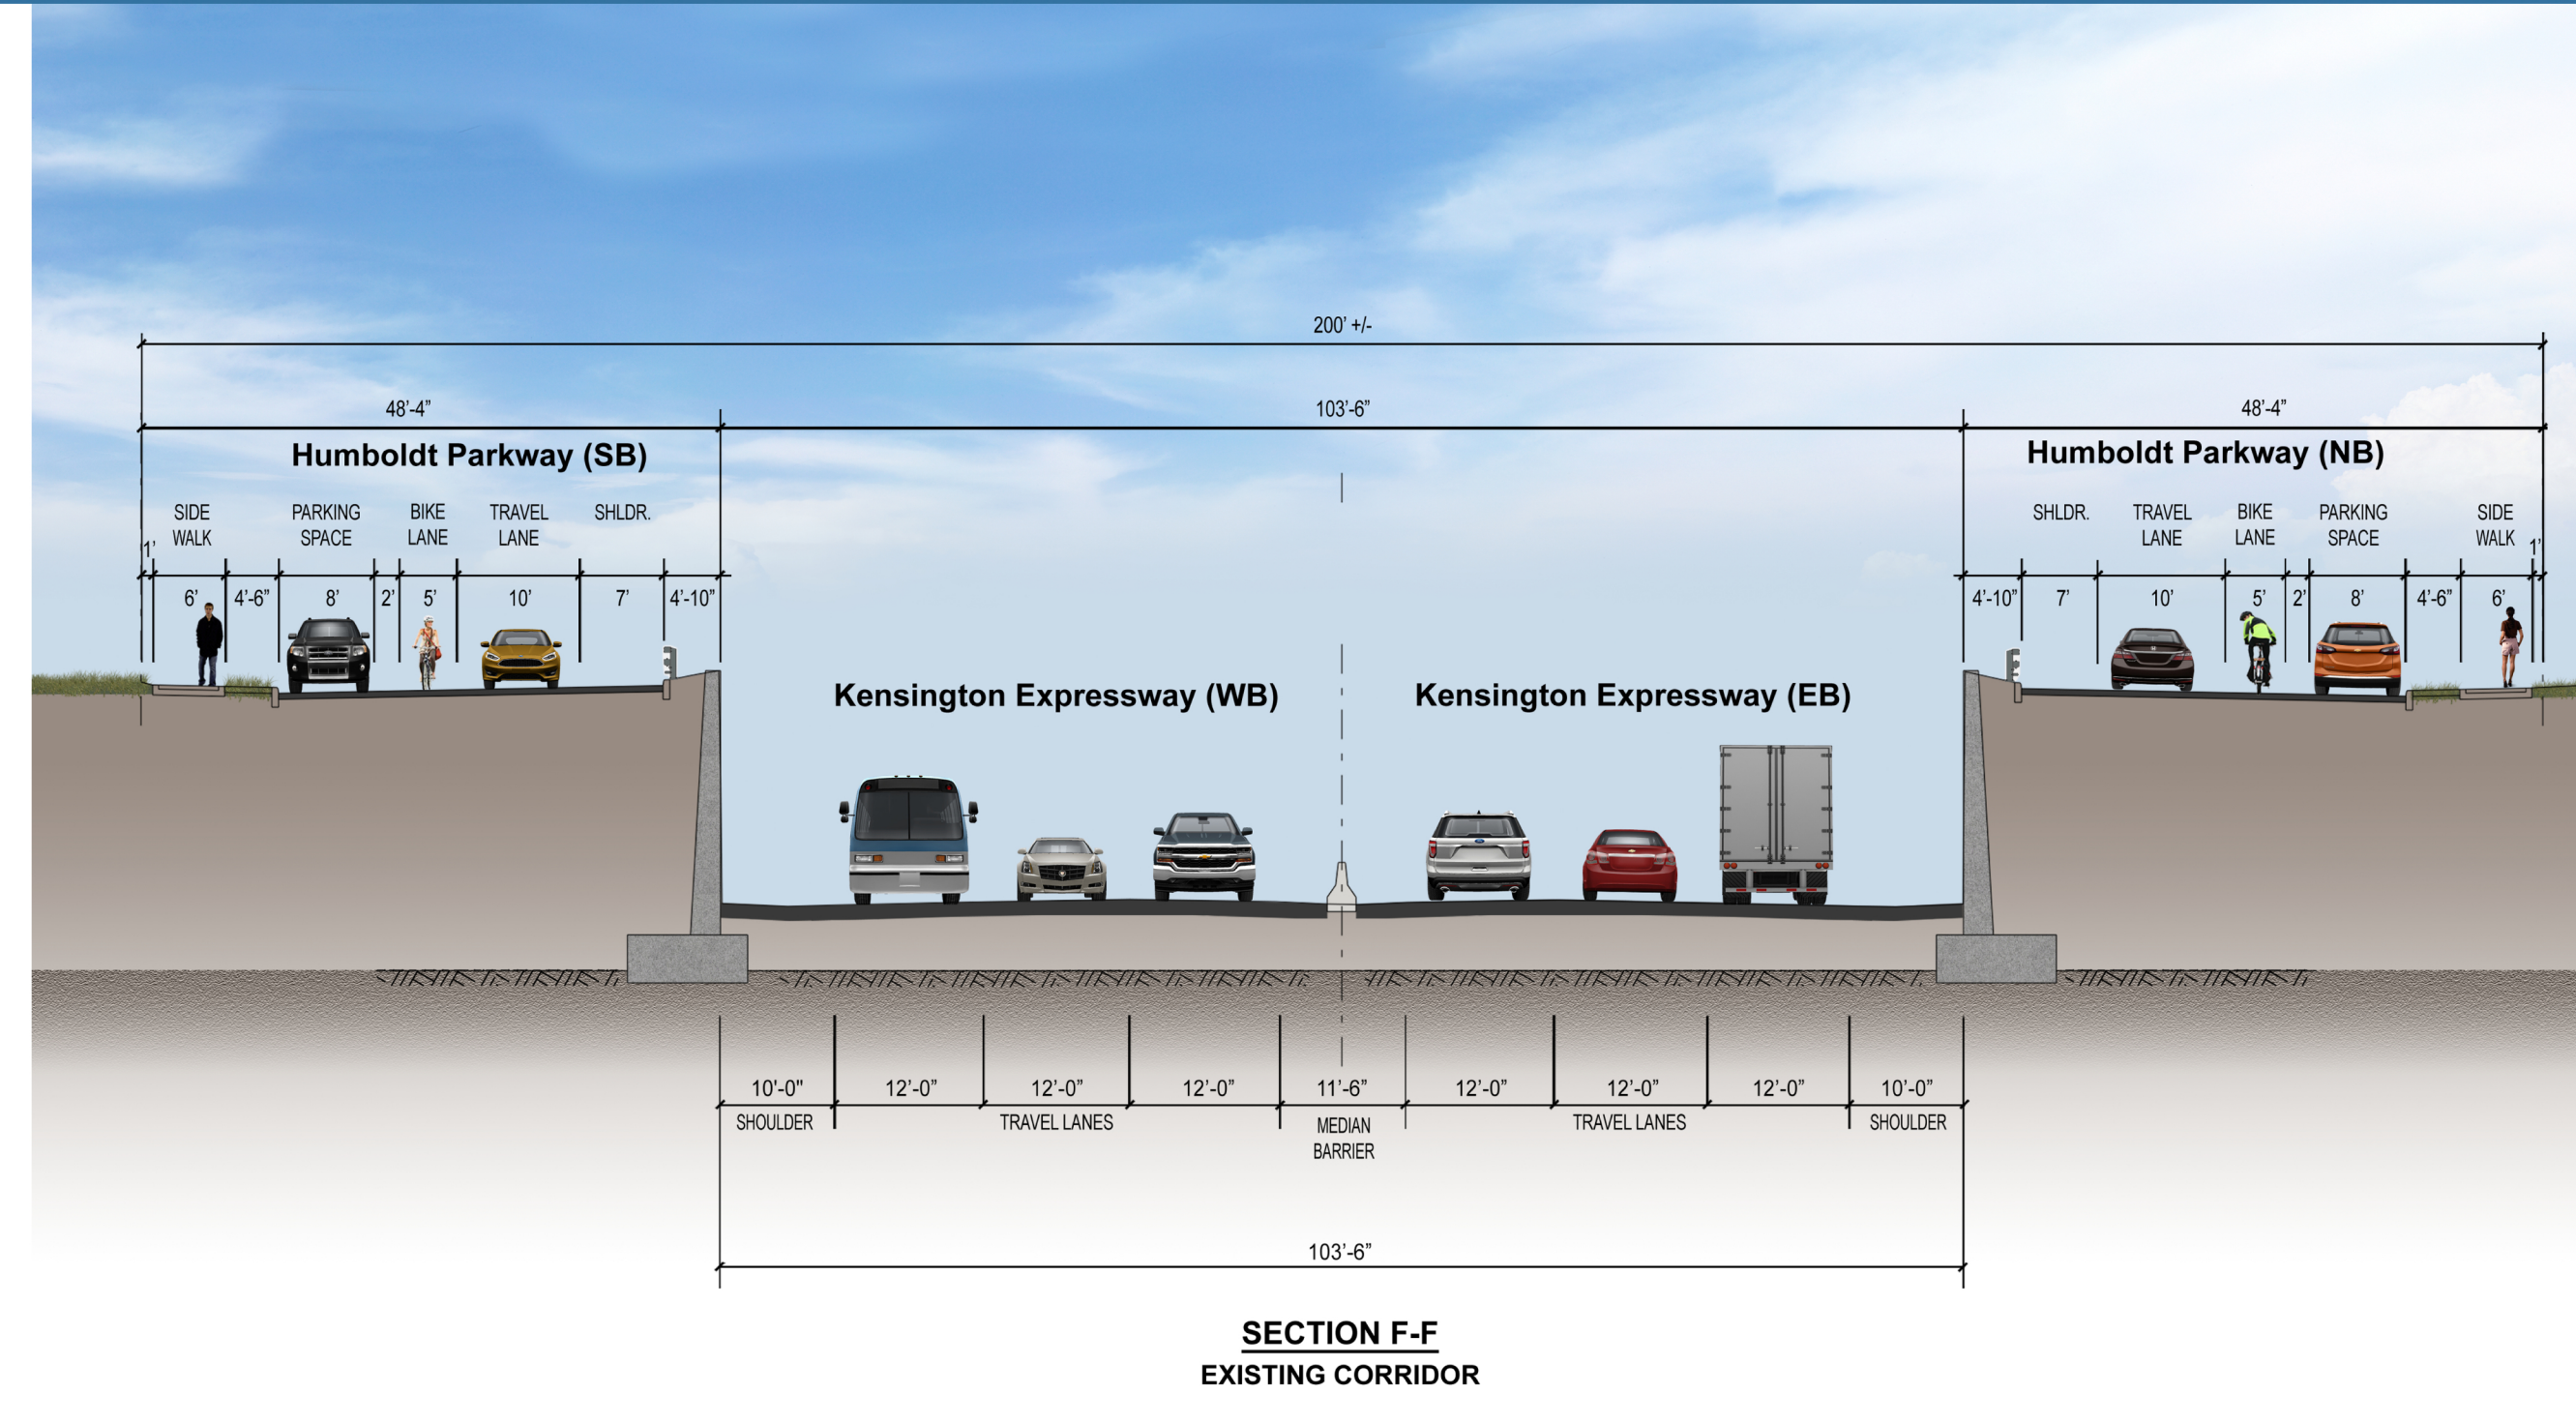 200’ +/-
48’-4” 103’-6” 48’-4”
Humboldt Parkway (SB) Humboldt Parkway (NB)
SIDE PARKING BIKE TRAVEL SHLDR. SHLDR. TRAVEL BIKE PARKING SIDE
WALK SPACE LANE LANE LANE LANE SPACE WALK
1’ 1’
6’ 4’-6” 8’ 2’ 5’ 10’ 7’ 4’-10” 4’-10” 7’ 10’ 5’ 2’ 8’ 4’-6” 6’
Kensington Expressway (WB) Kensington Expressway (EB)
10'-0" 12’-0” 12’-0” 12’-0” 11’-6” 12’-0” 12’-0” 12’-0” 10’-0”
SHOULDER TRAVEL LANES MEDIAN TRAVEL LANES SHOULDER
BARRIER
103’-6”
SECTION F-F
EXISTING CORRIDOR